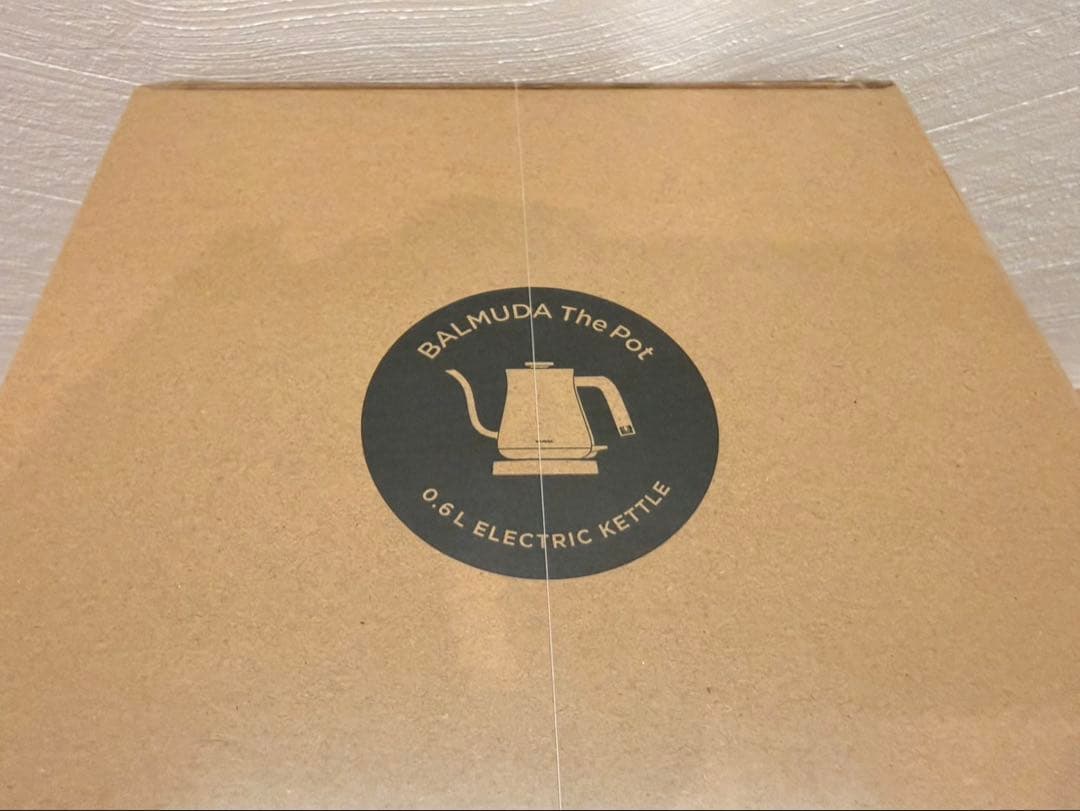 BALMUDA The Pot
0.6L ELECTRIC KETTLE